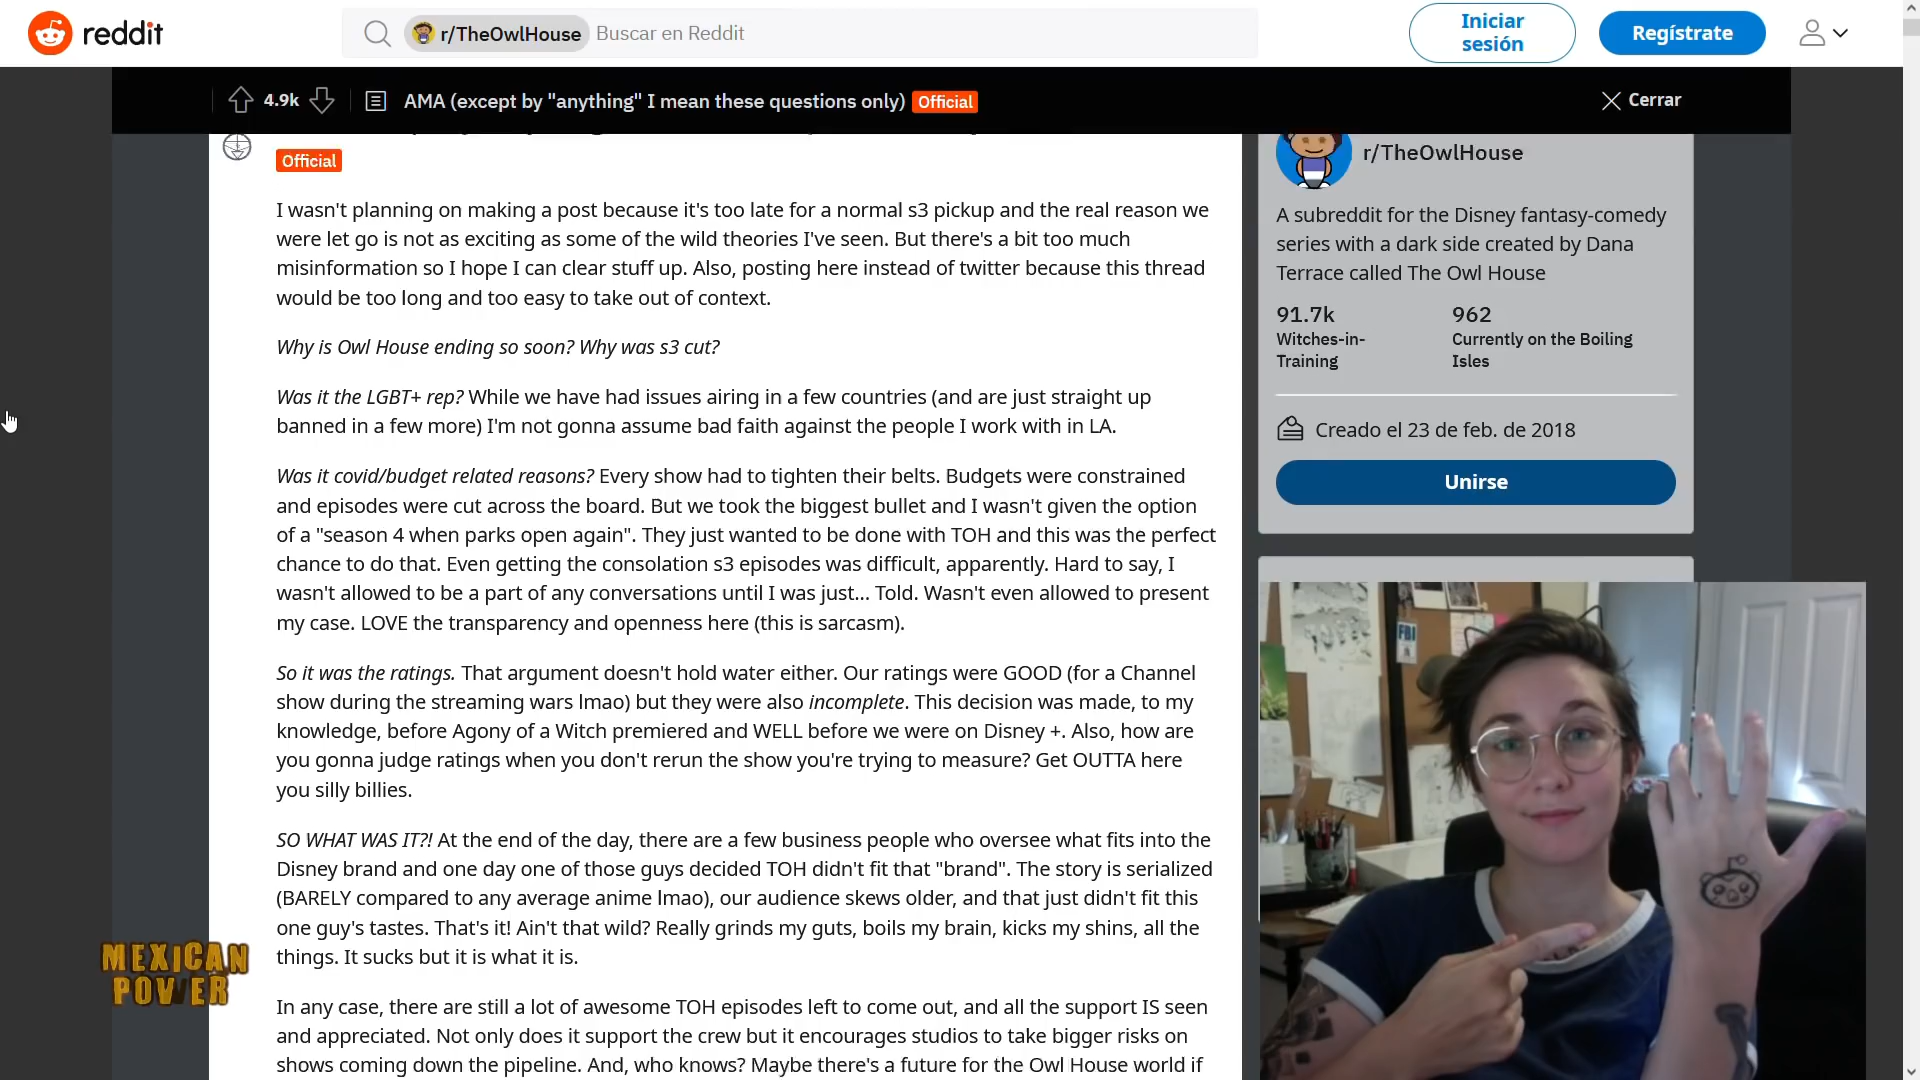 reddit
r/TheOwlHouse
Buscar en Reddit
Iniciar
sesión
Regístrate
4.9k
AMA (except by "anything" I mean these questions only)
Official
Cerrar
Official
I wasn't planning on making a post because it's too late for a normal s3 pickup and the real reason we
were let go is not as exciting as some of the wild theories I've seen. But there's a bit too much
misinformation so I hope I can clear stuff up. Also, posting here instead of twitter because this thread
would be too long and too easy to take out of context.
Why is Owl House ending so soon? Why was s3 cut?
Was it the LGBT+ rep? While we have had issues airing in a few countries (and are just straight up
banned in a few more) I'm not gonna assume bad faith against the people I work with in LA.
Was it covid/budget related reasons? Every show had to tighten their belts. Budgets were constrained
and episodes were cut across the board. But we took the biggest bullet and I wasn't given the option
of a "season 4 when parks open again". They just wanted to be done with TOH and this was the perfect
chance to do that. Even getting the consolation s3 episodes was difficult, apparently. Hard to say, I
wasn't allowed to be a part of any conversations until I was just... Told. Wasn't even allowed to present
my case. LOVE the transparency and openness here (this is sarcasm).
So it was the ratings. That argument doesn't hold water either. Our ratings were GOOD (for a Channel
show during the streaming wars lmao) but they were also incomplete. This decision was made, to my
knowledge, before Agony of a Witch premiered and WELL before we were on Disney +. Also, how are
you gonna judge ratings when you don't rerun the show you're trying to measure? Get OUTTA here
you silly billies.
SO WHAT WAS IT?! At the end of the day, there are a few business people who oversee what fits into the
Disney brand and one day one of those guys decided TOH didn't fit that "brand". The story is serialized
(BARELY compared to any average anime lmao), our audience skews older, and that just didn't fit this
one guy's tastes. That's it! Ain't that wild? Really grinds my guts, boils my brain, kicks my shins, all the
things. It sucks but it is what it is.
In any case, there are still a lot of awesome TOH episodes left to come out, and all the support IS seen
and appreciated. Not only does it support the crew but it encourages studios to take bigger risks on
shows coming down the pipeline. And, who knows? Maybe there's a future for the Owl House world if
r/TheOwlHouse
A subreddit for the Disney fantasy-comedy
series with a dark side created by Dana
Terrace called The Owl House
91.7k
Witches-in-
Training
962
Currently on the Boiling
Isles
Creado el 23 de feb. de 2018
Unirse
FBI
MEXICAN
POWER